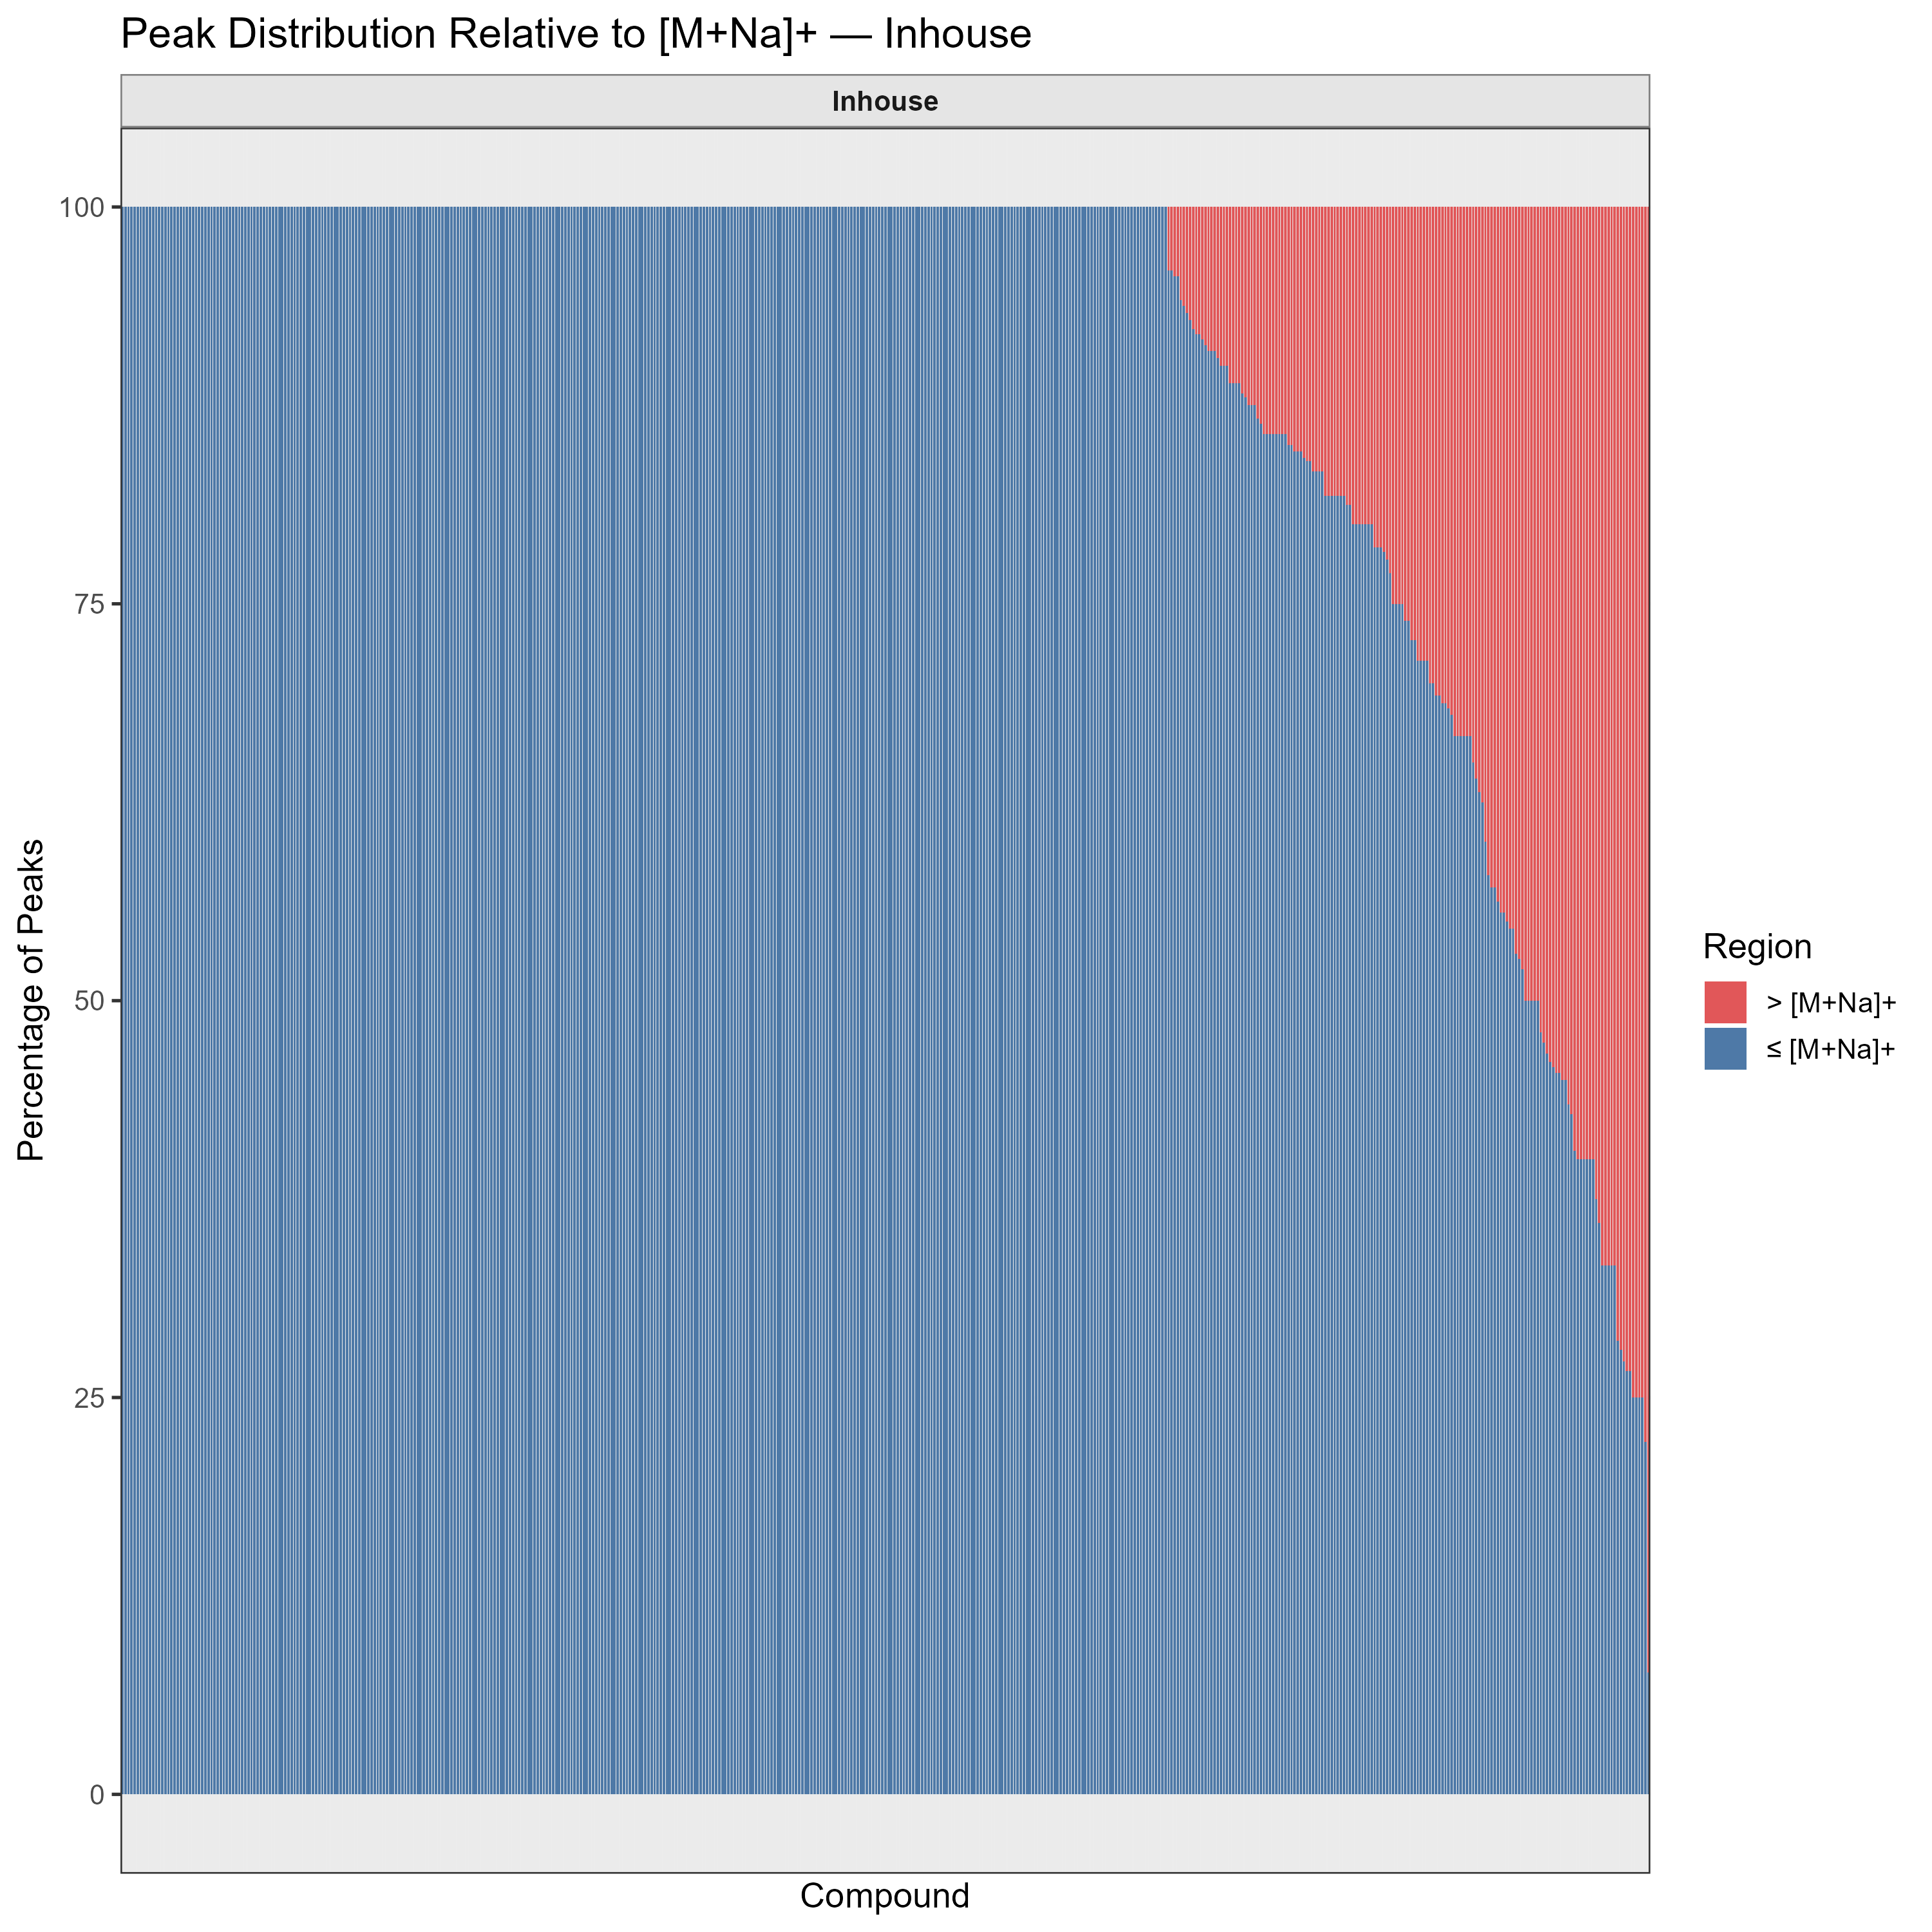 Peak Distribution Relative to [M+Na]+ — Inhouse
Inhouse
100
75
50
25
0
Percentage of Peaks
Compound
Region
> [M+Na]+
≤ [M+Na]+